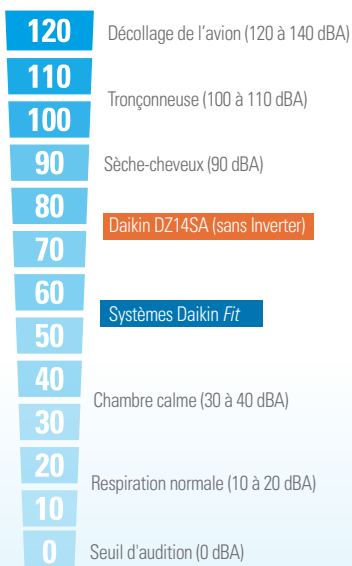 120
Décollage de l'avion (120 à 140 dBA)
110
Tronçonneuse (100 à 110 dBA)
100
90
Sèche-cheveux (90 dBA)
80
Daikin DZ14SA (sans Inverter)
70
60
Systèmes Daikin Fit
50
40
Chambre calme (30 à 40 dBA)
30
20
Respiration normale (10 à 20 dBA)
10
0
Seuil d'audition (0 dBA)